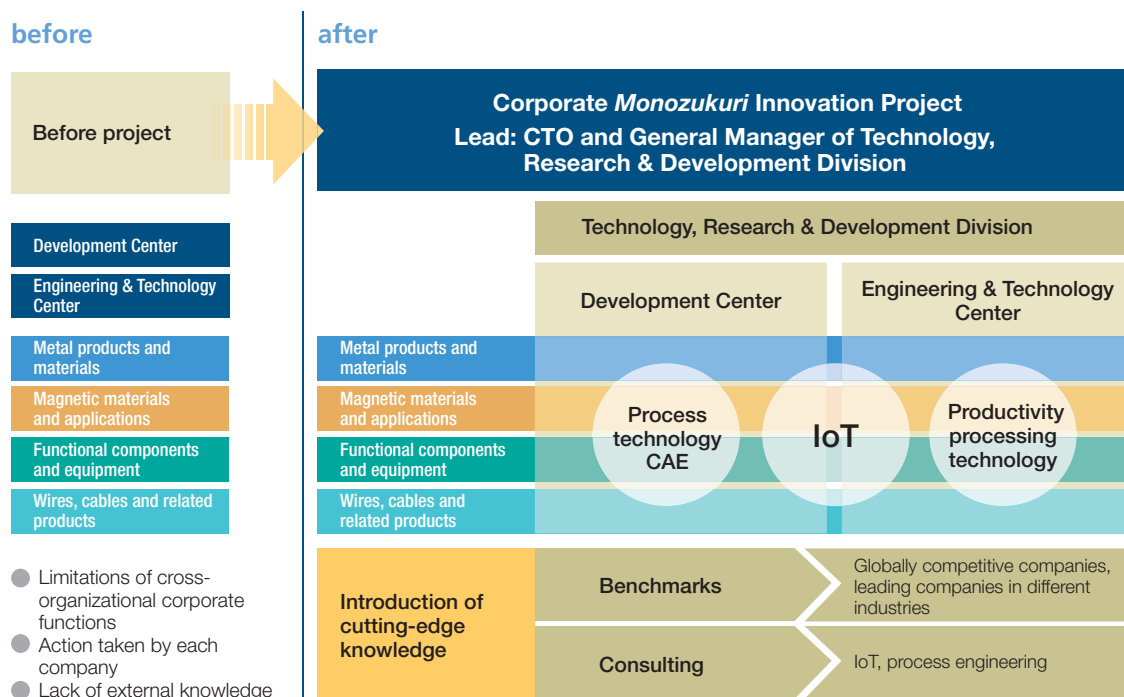 before
Before project
Development Center
Engineering & Technology
Center
Metal products and
materials
Magnetic materials
and applications
Functional components
and equipment
Wires, cables and related
products
Limitations of cross-
organizational corporate
functions
Action taken by each
company
Lack of external knowledge
after
Corporate Monozukuri Innovation Project
Lead: CTO and General Manager of Technology,
Research & Development Division
Technology, Research & Development Division
Development Center
Engineering & Technology
Center
Metal products and
materials
Magnetic materials
and applications
Functional components
and equipment
Wires, cables and
related products
Process
technology
CAE
IoT
Productivity
processing
technology
Introduction of
cutting-edge
knowledge
Benchmarks
Globally competitive companies,
leading companies in different
industries
Consulting
IoT, process engineering